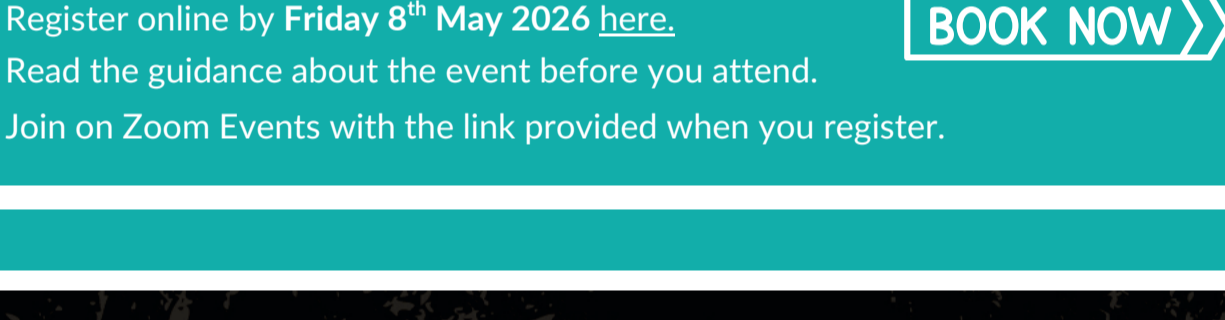 Register online by Friday 8th May 2026 here.
BOOK NOW
Read the guidance about the event before you attend.
Join on Zoom Events with the link provided when you register.